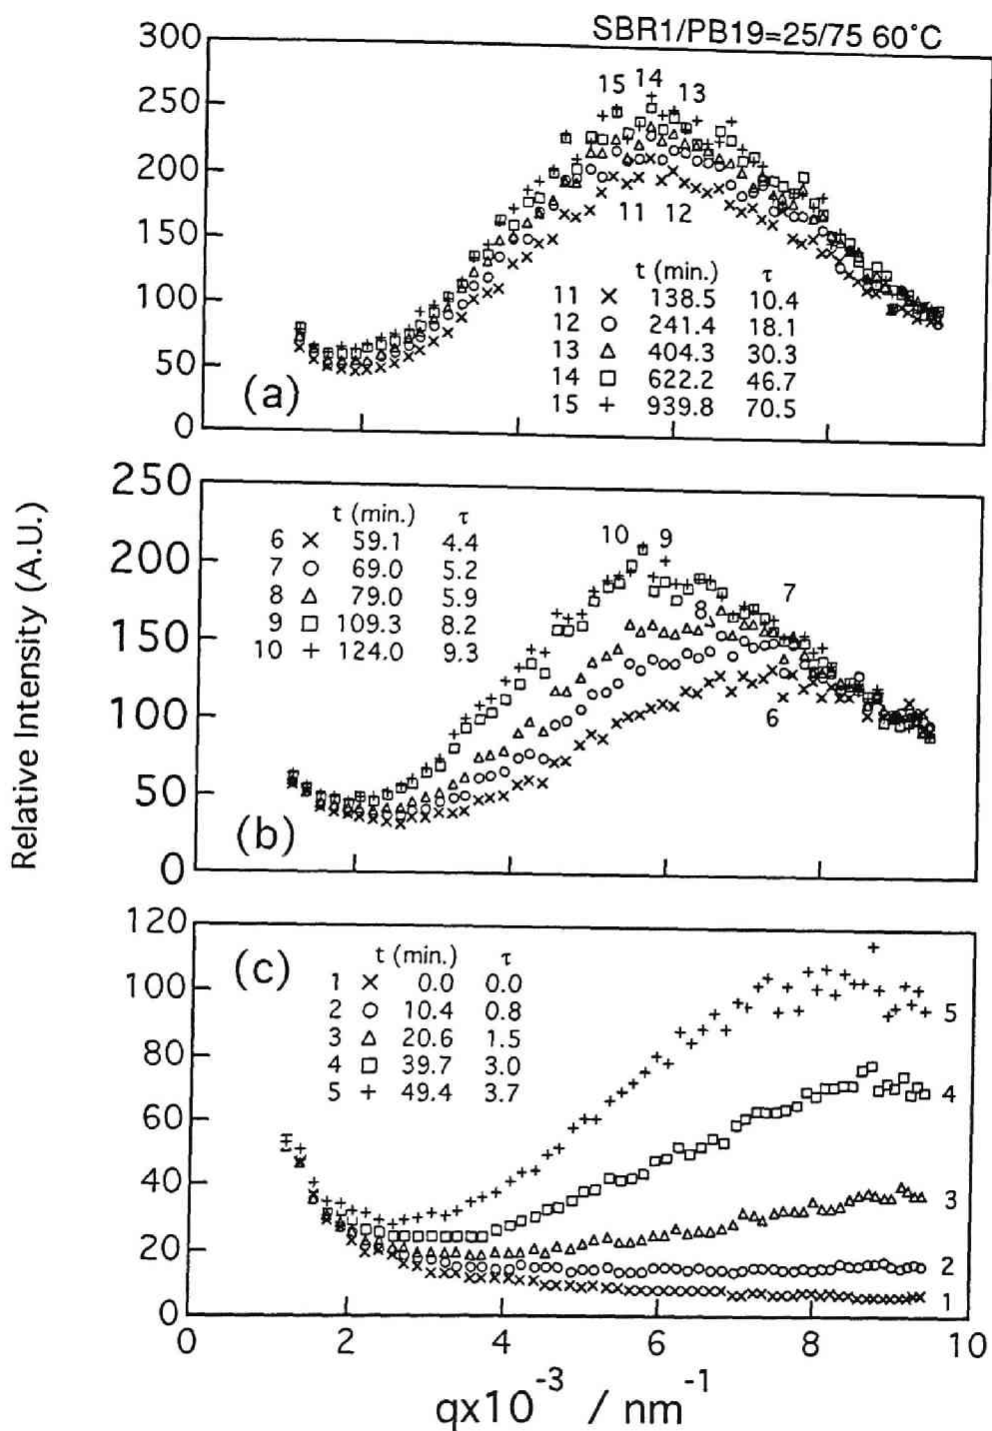 SBR1/PB19=25/75 60°C
300
250
200
150
100
50
0
15 14 13
11 12
t (min.) τ
11 × 138.5 10.4
12 ○ 241.4 18.1
13 △ 404.3 30.3
14 □ 622.2 46.7
15 + 939.8 70.5
(a)
Relative Intensity (A.U.)
250
200
150
100
50
0
t (min.) τ
6 × 59.1 4.4
7 ○ 69.0 5.2
8 △ 79.0 5.9
9 □ 109.3 8.2
10 + 124.0 9.3
10 9
7
8
6
(b)
120
100
80
60
40
20
0
(c)
t (min.) τ
1 × 0.0 0.0
2 ○ 10.4 0.8
3 △ 20.6 1.5
4 □ 39.7 3.0
5 + 49.4 3.7
5
4
3
2
1
0 2 4 6 8 10
qx10⁻³ / nm⁻¹